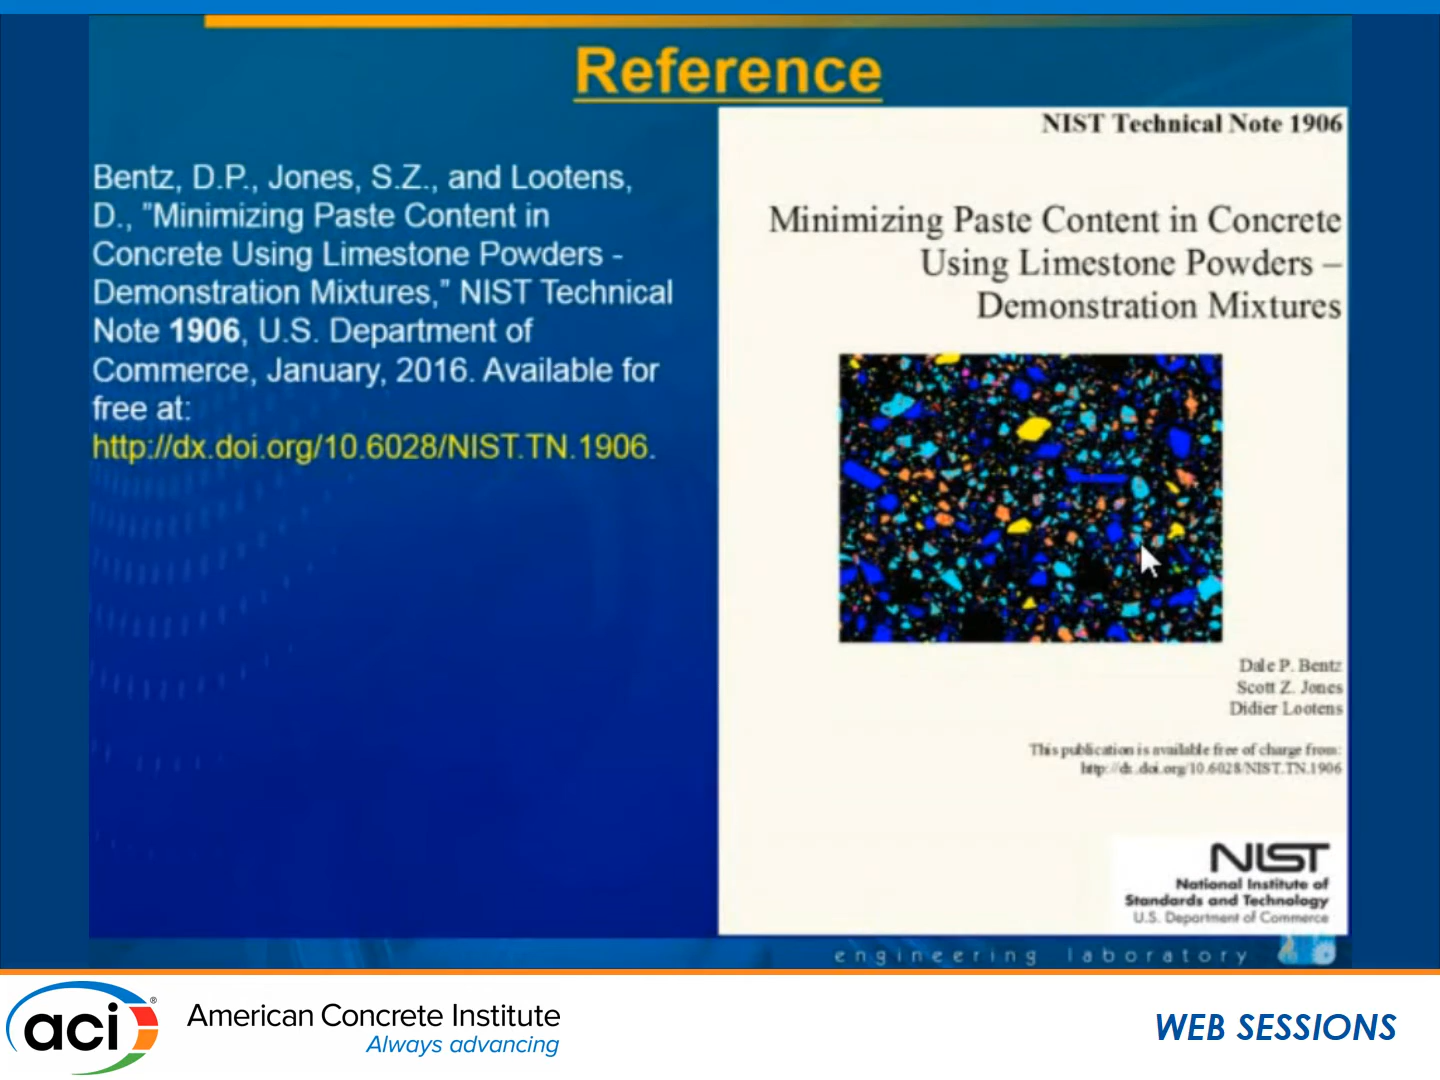 Reference
Bentz, D.P., Jones, S.Z., and Lootens,
D., "Minimizing Paste Content in
Concrete Using Limestone Powders -
Demonstration Mixtures," NIST Technical
Note 1906, U.S. Department of
Commerce, January, 2016. Available for
free at:
http://dx.doi.org/10.6028/NIST.TN.1906.
NIST Technical Note 1906
Minimizing Paste Content in Concrete
Using Limestone Powders –
Demonstration Mixtures
Dale P. Bentz
Scott Z. Jones
Didier Lootens
This publication is available free of charge from:
http://dx.doi.org/10.6028/NIST.TN.1906
NIST
National Institute of
Standards and Technology
U.S. Department of Commerce
engineering laboratory
aci®
American Concrete Institute
Always advancing
WEB SESSIONS